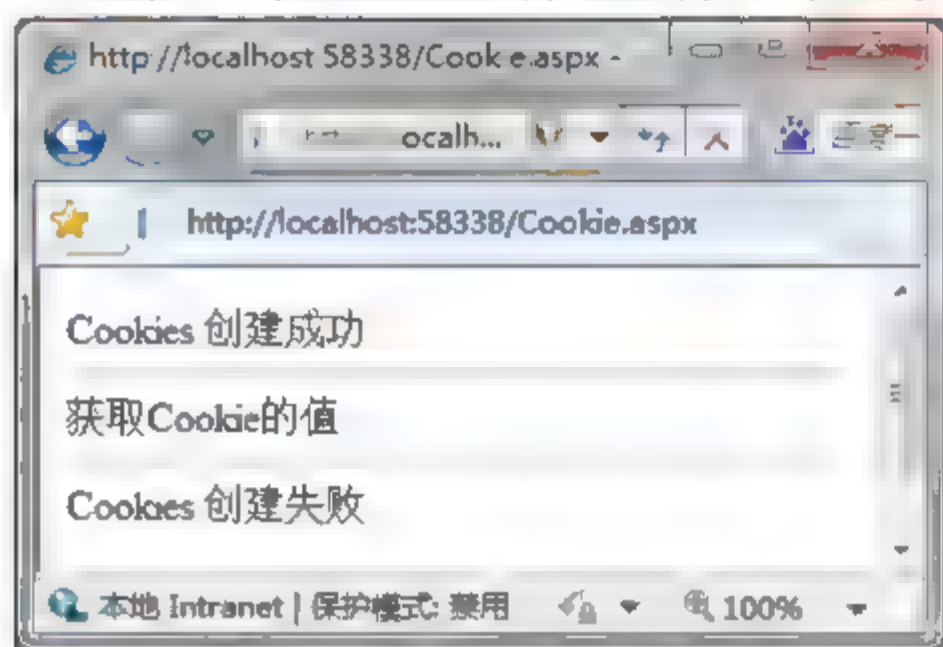 http://localhost 58338/Cook e.aspx -
ocalh...
http://localhost:58338/Cookie.aspx
Cookies 创建成功
获取Cookie的值
Cookies 创建失败
本地 Intranet | 保护模式: 禁用
100%